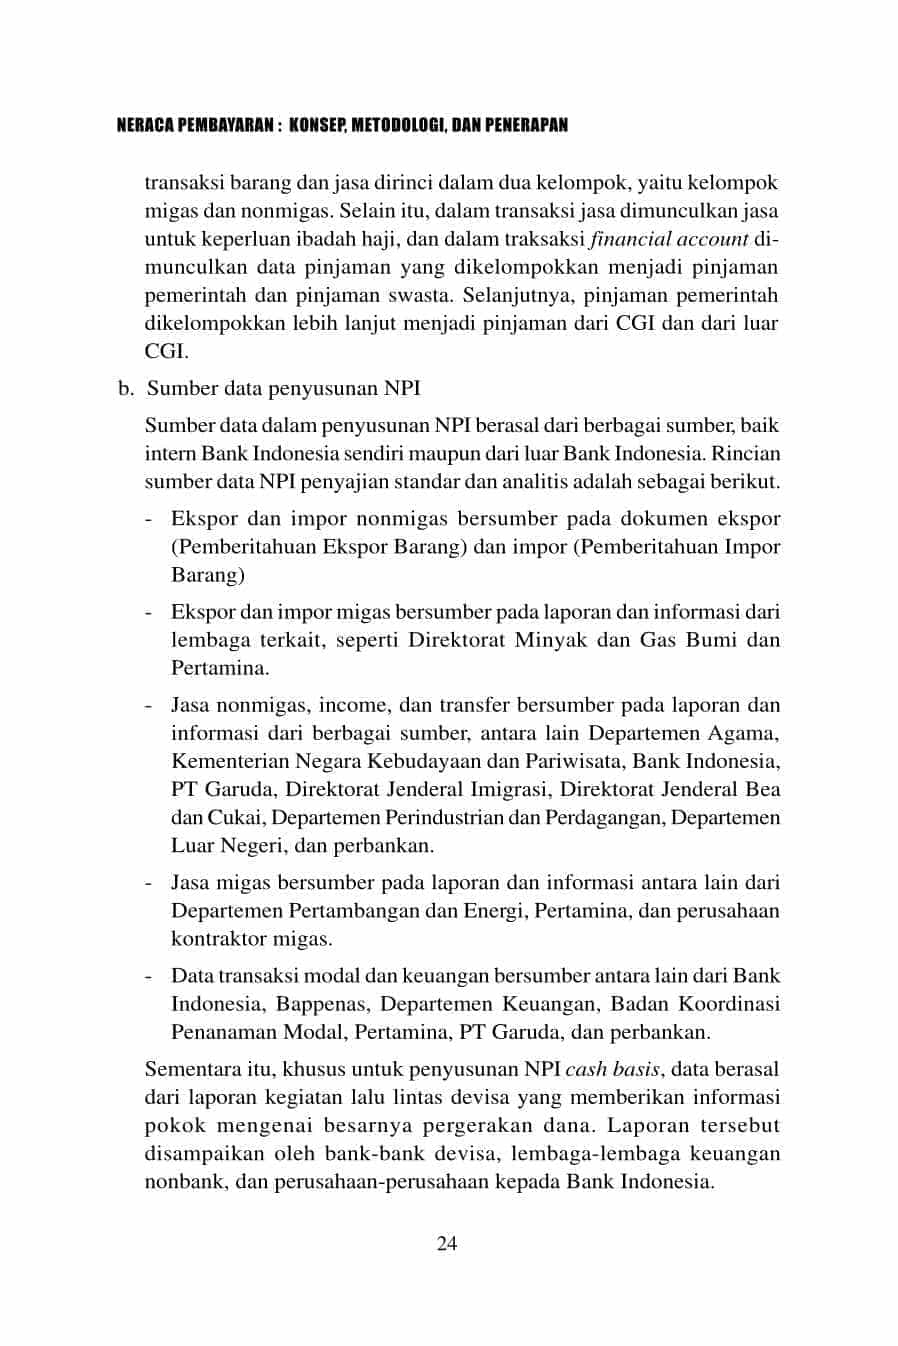 NERACA PEMBAYARAN : KONSEP, METODOLOGI, DAN PENERAPAN
transaksi barang dan jasa dirinci dalam dua kelompok, yaitu kelompok
migas dan nonmigas. Selain itu, dalam transaksi jasa dimunculkan jasa
untuk keperluan ibadah haji, dan dalam traksaksi financial account di-
munculkan data pinjaman yang dikelompokkan menjadi pinjaman
pemerintah dan pinjaman swasta. Selanjutnya, pinjaman pemerintah
dikelompokkan lebih lanjut menjadi pinjaman dari CGI dan dari luar
CGI.
b. Sumber data penyusunan NPI
Sumber data dalam penyusunan NPI berasal dari berbagai sumber, baik
intern Bank Indonesia sendiri maupun dari luar Bank Indonesia. Rincian
sumber data NPI penyajian standar dan analitis adalah sebagai berikut.
- Ekspor dan impor nonmigas bersumber pada dokumen ekspor
(Pemberitahuan Ekspor Barang) dan impor (Pemberitahuan Impor
Barang)
- Ekspor dan impor migas bersumber pada laporan dan informasi dari
lembaga terkait, seperti Direktorat Minyak dan Gas Bumi dan
Pertamina.
- Jasa nonmigas, income, dan transfer bersumber pada laporan dan
informasi dari berbagai sumber, antara lain Departemen Agama,
Kementerian Negara Kebudayaan dan Pariwisata, Bank Indonesia,
PT Garuda, Direktorat Jenderal Imigrasi, Direktorat Jenderal Bea
dan Cukai, Departemen Perindustrian dan Perdagangan, Departemen
Luar Negeri, dan perbankan.
- Jasa migas bersumber pada laporan dan informasi antara lain dari
Departemen Pertambangan dan Energi, Pertamina, dan perusahaan
kontraktor migas.
- Data transaksi modal dan keuangan bersumber antara lain dari Bank
Indonesia, Bappenas, Departemen Keuangan, Badan Koordinasi
Penanaman Modal, Pertamina, PT Garuda, dan perbankan.
Sementara itu, khusus untuk penyusunan NPI cash basis, data berasal
dari laporan kegiatan lalu lintas devisa yang memberikan informasi
pokok mengenai besarnya pergerakan dana. Laporan tersebut
disampaikan oleh bank-bank devisa, lembaga-lembaga keuangan
nonbank, dan perusahaan-perusahaan kepada Bank Indonesia.
24